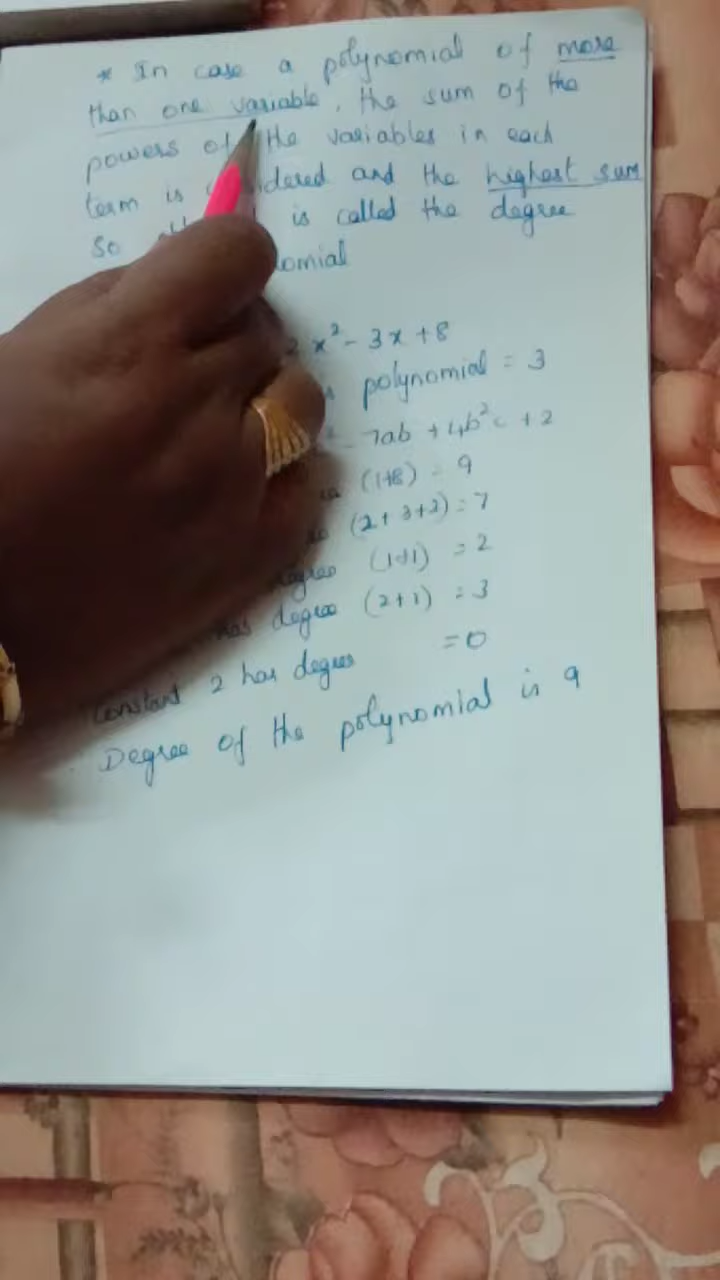 * In case a polynomial of more
than one variable, the sum of the
powers of the variables in each
term is and the highest sum
So is called the degree
x² - 3x + 8
polynomial = 3
7ab + 4b²c + 2
(1+8) = 9
(2+3+2) = 7
(1+1) = 2
has degree (2+1) = 3
Constant 2 has degree = 0
Degree of the polynomial is 9